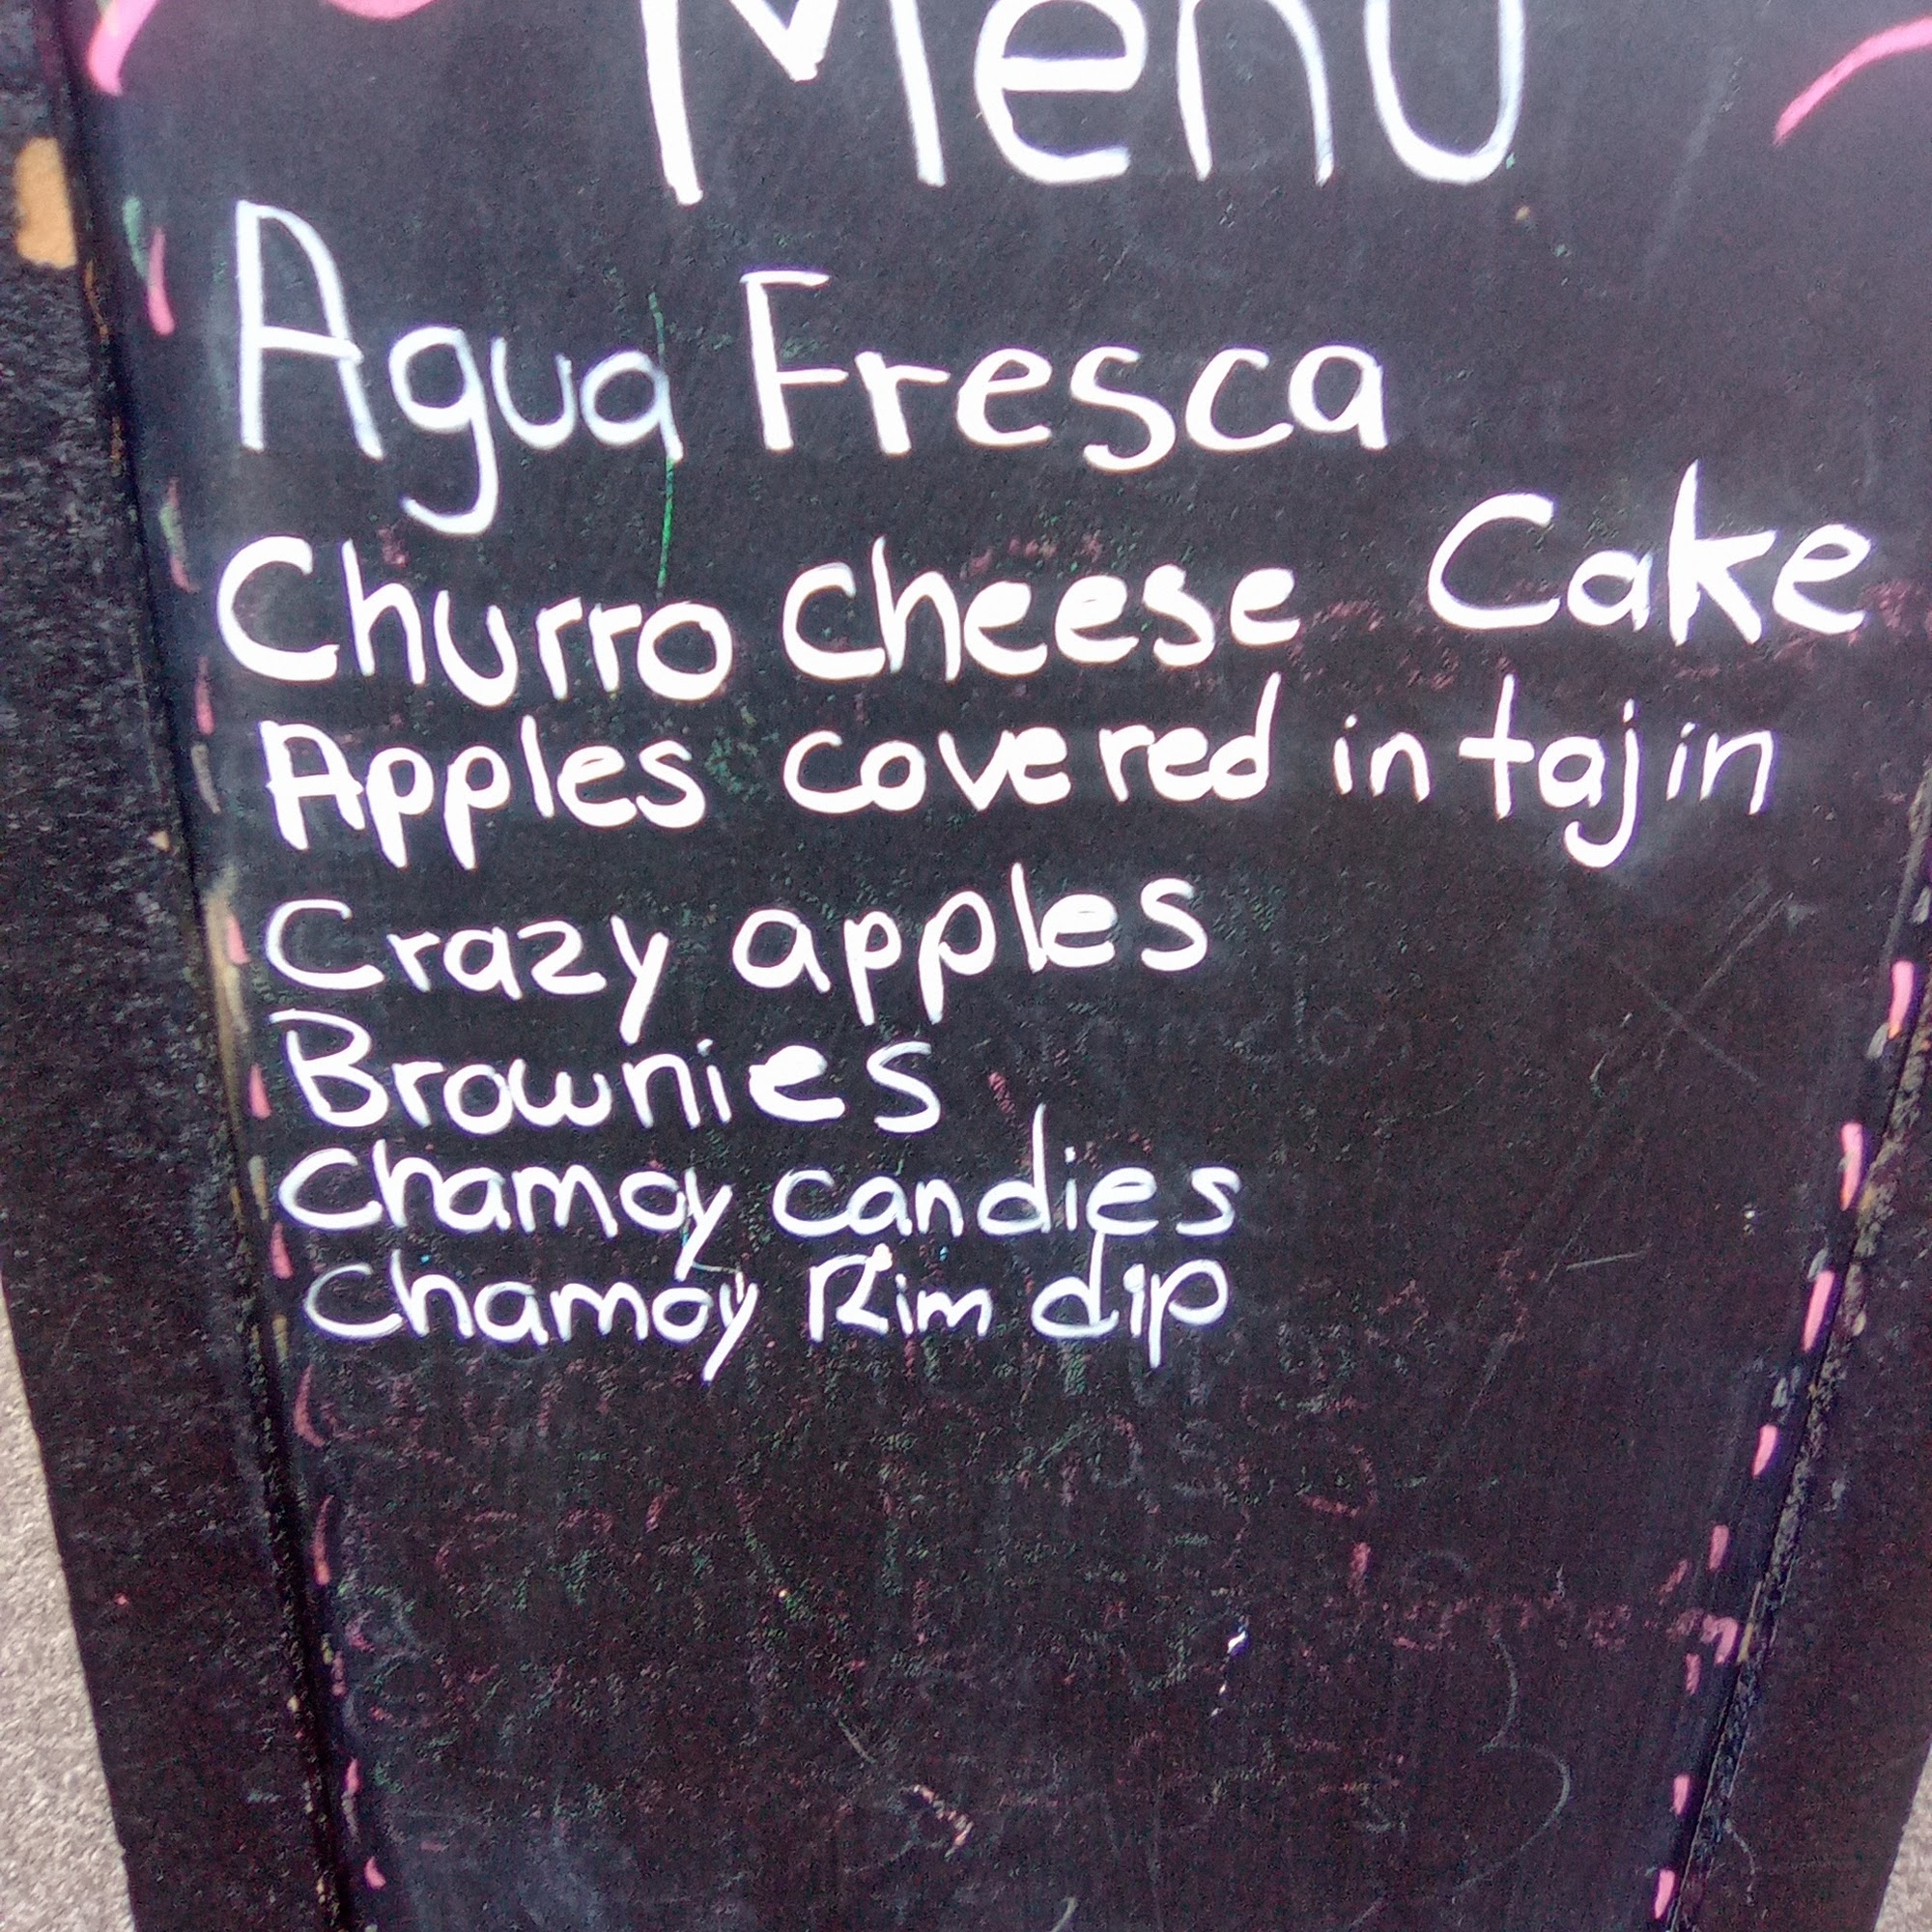 Menu
Agua Fresca
Churro Cheese Cake
Apples covered in tajin
Crazy apples
Brownies
Chamoy candies
Chamoy Rim dip